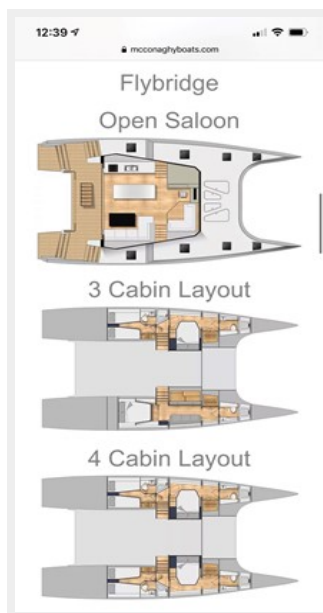 12:39
mcconaghyboats.com
Flybridge
Open Saloon
3 Cabin Layout
4 Cabin Layout